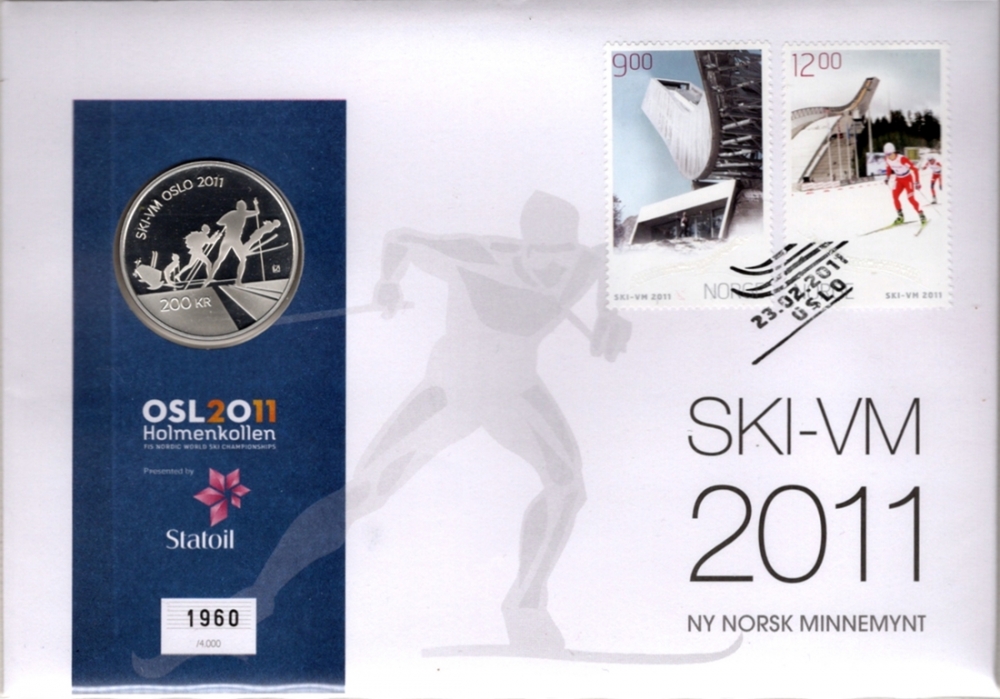 9.00
12.00
SKI-VM OSLO 2011
200 KR
SKI-VM 2011
SKI-VM 2011
23.02.2011
OSLO
OSL2011
Holmenkollen
FIS NORDIC WORLD SKI CHAMPIONSHIPS
Presented by
Statoil
1960
/4.000
SKI-VM
2011
NY NORSK MINNEMYNT